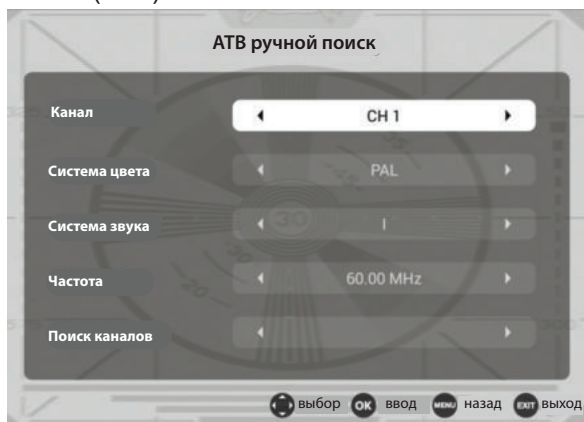 АТВ ручной поиск
Канал CH 1
Система цвета PAL
Система звука I
Частота 60.00 MHz
Поиск каналов
OK выбор ввод MENU назад EXIT выход